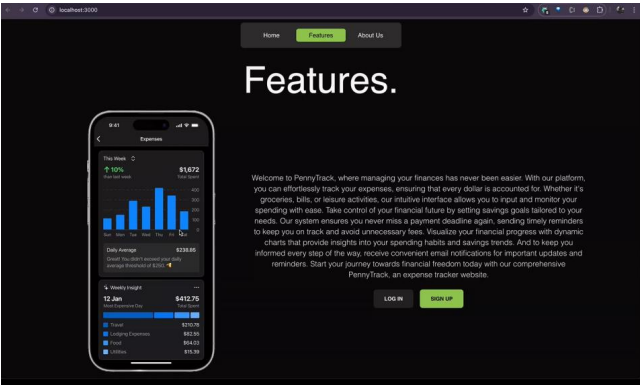 localhost:3000
Home Features About Us
Features.
9:41
Expenses
This Week
10% $1,672
than last week Total Spent
400
300
200
100
0
Sun Mon Tue Wed Thu Fri Sat
Daily Average $238.85
Great! You didn't exceed your daily
average threshold of $250.
Weekly Insight
12 Jan $412.75
Most Expensive Day Total Spent
Travel $210.78
Lodging Expenses $82.55
Food $64.03
Utilities $15.39
Welcome to PennyTrack, where managing your finances has never been easier. With our platform,
you can effortlessly track your expenses, ensuring that every dollar is accounted for. Whether it's
groceries, bills, or leisure activities, our intuitive interface allows you to input and monitor your
spending with ease. Take control of your financial future by setting savings goals tailored to your
needs. Our system ensures you never miss a payment deadline again, sending timely reminders
to keep you on track and avoid unnecessary fees. Visualize your financial progress with dynamic
charts that provide insights into your spending habits and savings trends. And to keep you
informed every step of the way, receive convenient email notifications for important updates and
reminders. Start your journey towards financial freedom today with our comprehensive
PennyTrack, an expense tracker website.
LOG IN SIGN UP